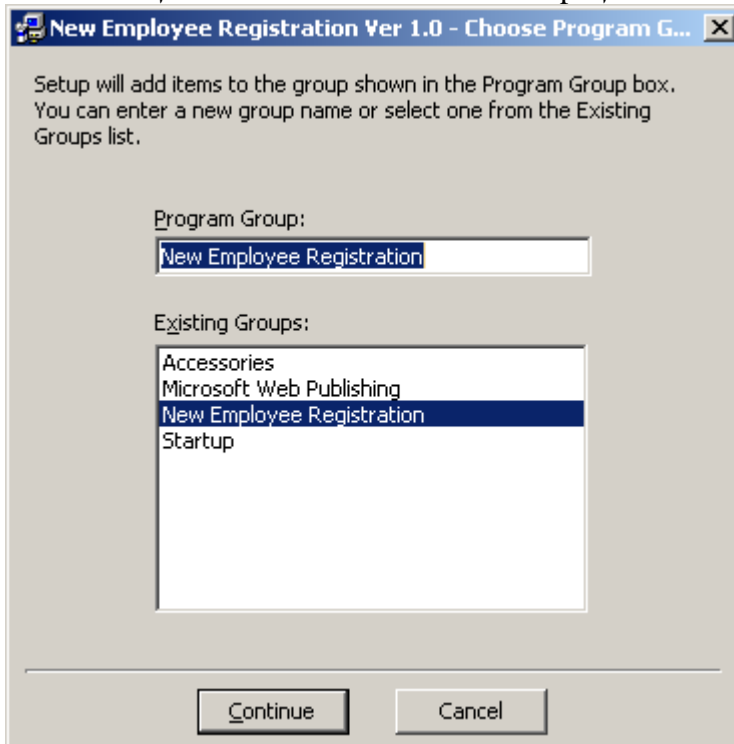 New Employee Registration Ver 1.0 - Choose Program G...
Setup will add items to the group shown in the Program Group box.
You can enter a new group name or select one from the Existing
Groups list.
Program Group:
New Employee Registration
Existing Groups:
Accessories
Microsoft Web Publishing
New Employee Registration
Startup
Continue
Cancel